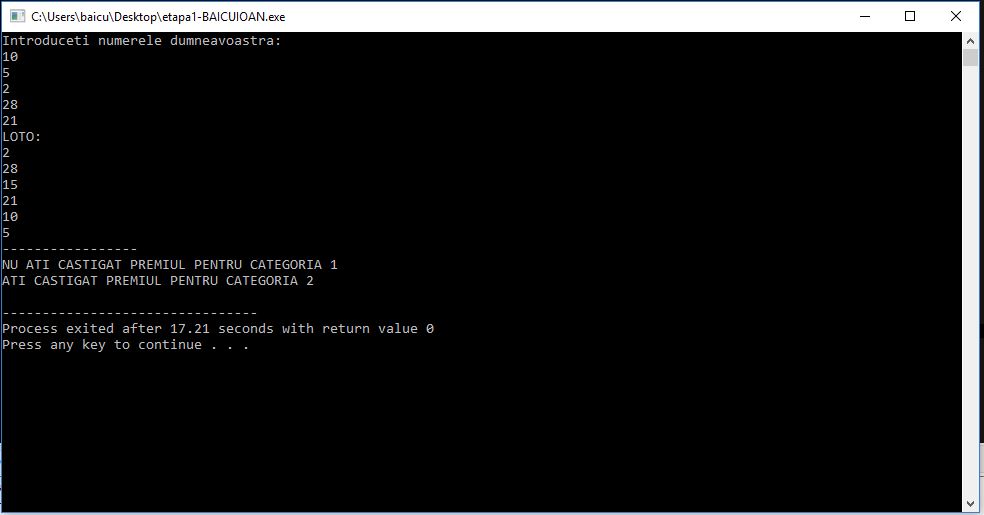 C:\Users\baicu\Desktop\etapa1-BAICUIOAN.exe
Introduceti numerele dumneavoastra:
10
5
2
28
21
LOTO:
2
28
15
21
10
5
-----------------
NU ATI CASTIGAT PREMIUL PENTRU CATEGORIA 1
ATI CASTIGAT PREMIUL PENTRU CATEGORIA 2
--------------------------------
Process exited after 17.21 seconds with return value 0
Press any key to continue . . .